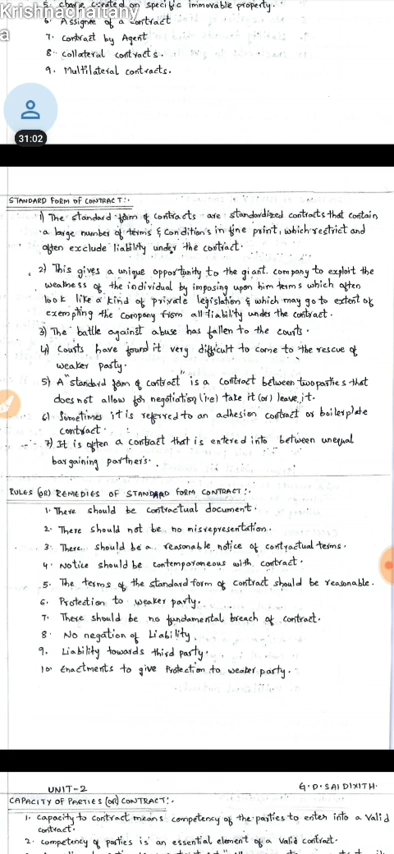 5. charge created on specific immovable property.
Krishnachaitany
a
6. Assignee of a contract
7. contract by Agent
8. collateral contracts.
9. Multilateral contracts.
31:02
STANDARD FORM OF CONTRACT:-
1) The standard form of contracts are standardized contracts that contain
a large number of terms & conditions in fine print, which restrict and
often exclude liability under the contract.
2) This gives a unique opportunity to the giant company to exploit the
weakness of the individual by imposing upon him terms which often
look like a kind of private legislation & which may go to extent of
exempting the company from all liability under the contract.
3) The battle against abuse has fallen to the courts.
4) Courts have found it very difficult to come to the rescue of
weaker party.
5) A "standard form of contract" is a contract between two parties that
does not allow for negotiation (i.e) take it (or) leave it.
6) Sometimes it is referred to an adhesion contract or boilerplate
contract.
7) It is often a contract that is entered into between unequal
bargaining partners.
RULES (OR) REMEDIES OF STANDARD FORM CONTRACT:-
1. There should be contractual document.
2. There should not be no misrepresentation.
3. There should be a reasonable notice of contractual terms.
4. Notice should be contemporaneous with contract.
5. The terms of the standard form of contract should be reasonable.
6. Protection to weaker party.
7. There should be no fundamental breach of contract.
8. No negation of Liability.
9. Liability towards third party.
10. Enactments to give Protection to weaker party.
UNIT-2 G.D.SAI DIXITH.
CAPACITY OF PARTIES (OR) CONTRACT:-
1. capacity to contract means competency of the parties to enter into a valid
contract.
2. competency of parties is an essential element of a valid contract.